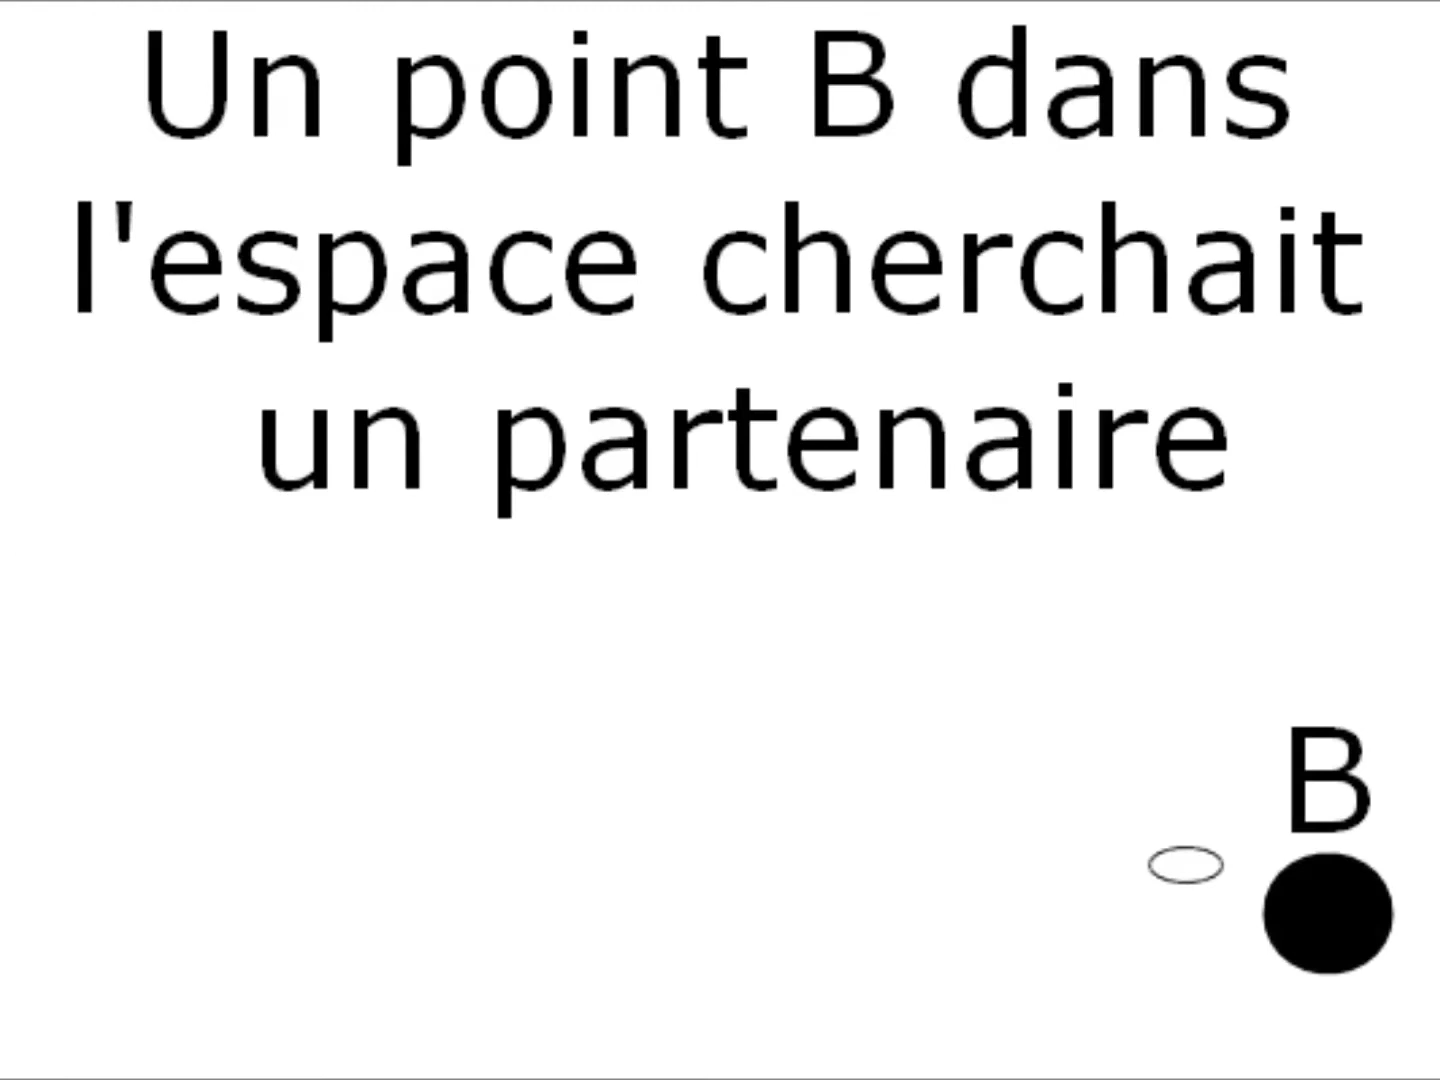 Un point B dans
l'espace cherchait
un partenaire
B